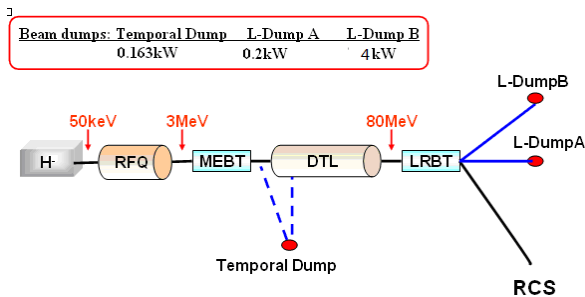 Beam dumps: Temporal Dump L-Dump A L-Dump B
0.163kW 0.2kW 4kW
L-DumpB
50keV 3MeV 80MeV
L-DumpA
H- RFQ MEBT DTL LRBT
Temporal Dump
RCS